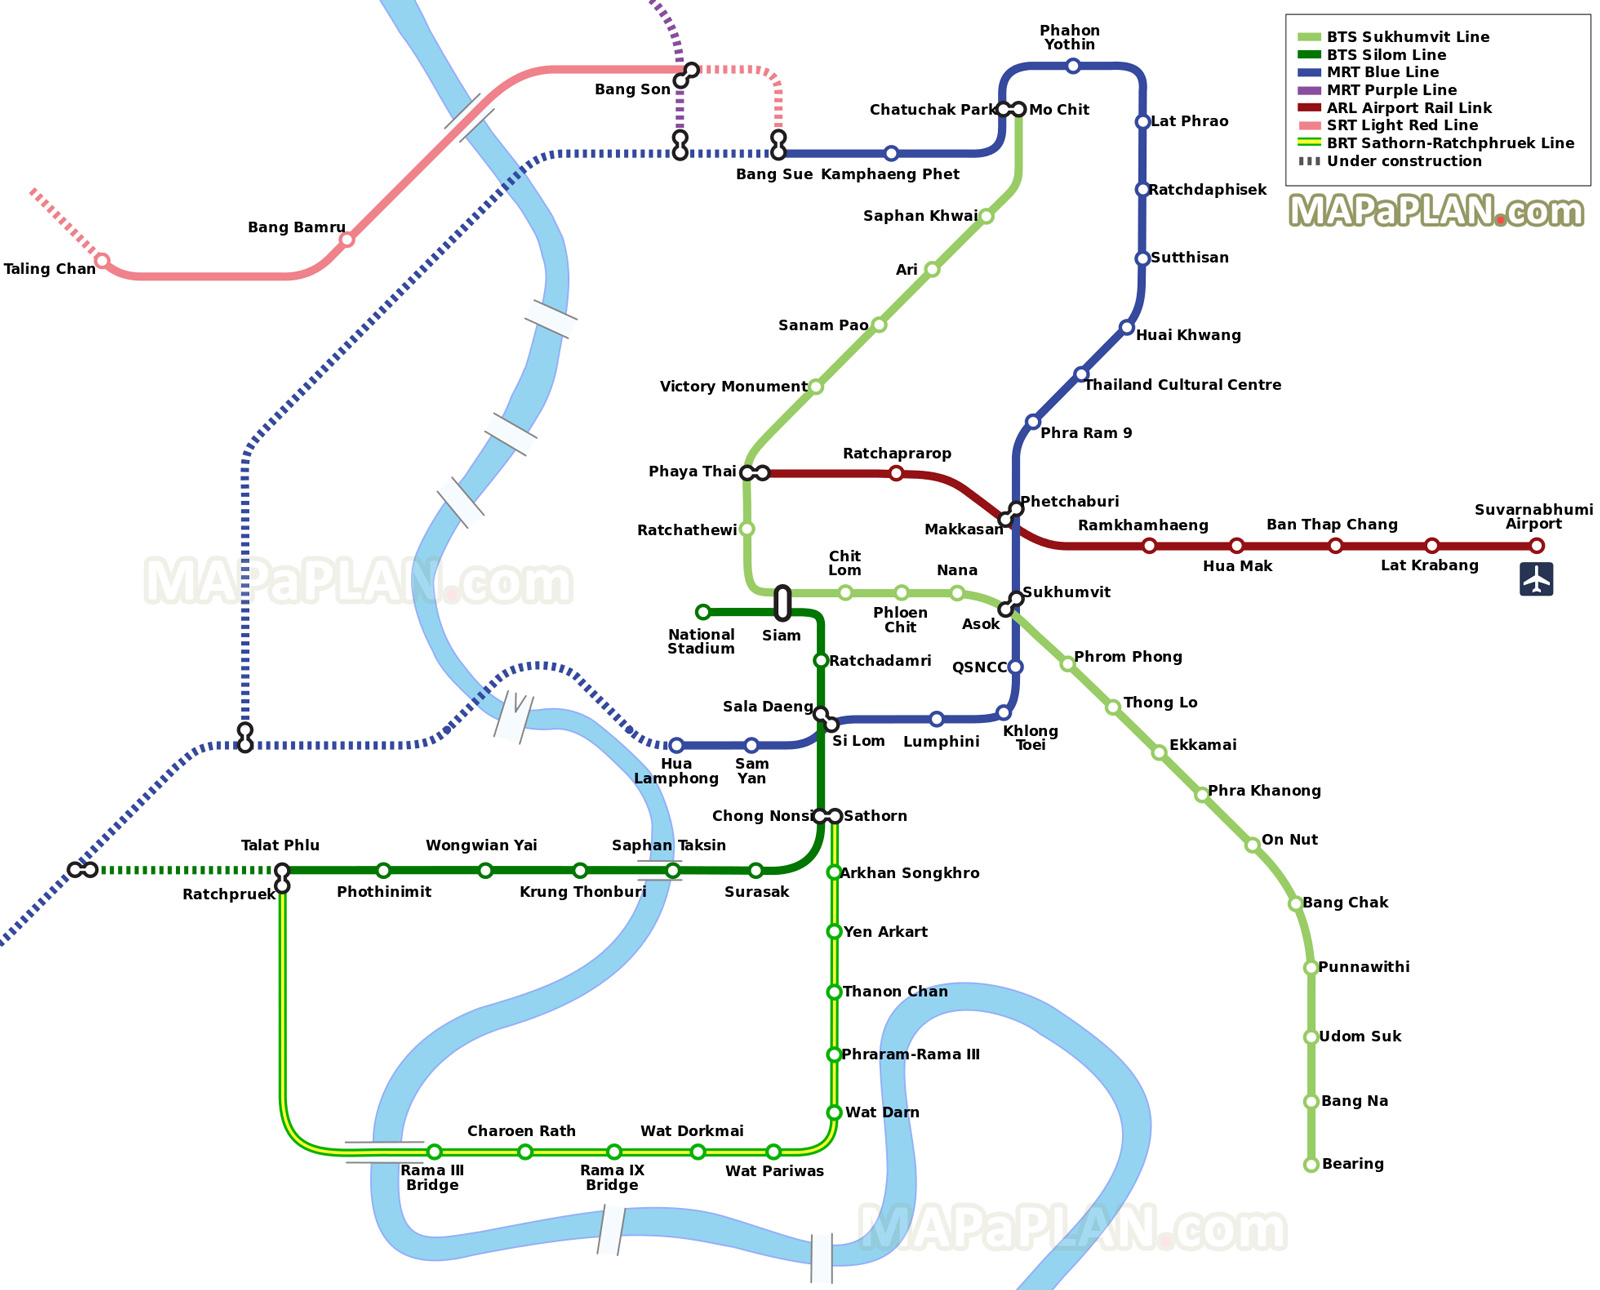 Phahon
Yothin
BTS Sukhumvit Line
BTS Silom Line
MRT Blue Line
MRT Purple Line
ARL Airport Rail Link
SRT Light Red Line
BRT Sathorn-Ratchphruek Line
Under construction
MAPaPLAN.com
Bang Son
Chatuchak Park
Mo Chit
Lat Phrao
Bang Sue
Kamphaeng Phet
Ratchdaphisek
Saphan Khwai
Bang Bamru
Taling Chan
Sutthisan
Ari
Sanam Pao
Huai Khwang
Victory Monument
Thailand Cultural Centre
Phra Ram 9
Ratchaprarop
Phaya Thai
Phetchaburi
Makkasan
Ramkhamhaeng
Ban Thap Chang
Suvarnabhumi
Airport
Ratchathewi
Hua Mak
Lat Krabang
MAPaPLAN.com
Chit
Lom
Nana
Sukhumvit
Phloen
Chit
Asok
National
Stadium
Siam
Ratchadamri
QSNCC
Phrom Phong
Sala Daeng
Thong Lo
Si Lom
Lumphini
Khlong
Toei
Ekkamai
Hua
Lamphong
Sam
Yan
Phra Khanong
Chong Nonsi
Sathorn
Talat Phlu
Wongwian Yai
Saphan Taksin
On Nut
Ratchpruek
Phothinimit
Krung Thonburi
Surasak
Arkhan Songkhro
Bang Chak
Yen Arkart
Punnawithi
Thanon Chan
Udom Suk
Phraram-Rama III
Bang Na
Wat Darn
Charoen Rath
Wat Dorkmai
Bearing
Rama III
Bridge
Rama IX
Bridge
Wat Pariwas
MAPaPLAN.com